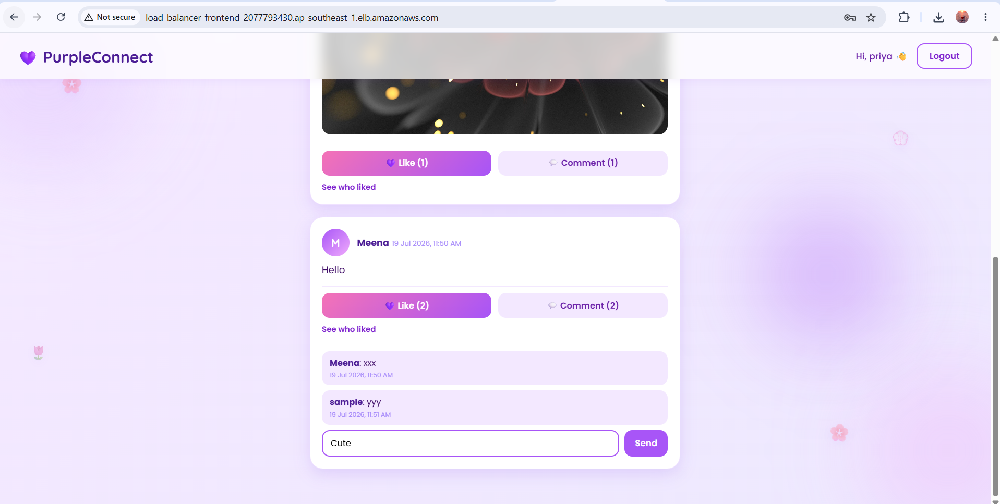 Not secure load-balancer-frontend-2077793430.ap-southeast-1.elb.amazonaws.com
💜 PurpleConnect
Hi, priya 👋 Logout
💜 Like (1)
💬 Comment (1)
See who liked
M
Meena 19 Jul 2026, 11:50 AM
Hello
💜 Like (2)
💬 Comment (2)
See who liked
Meena: xxx
19 Jul 2026, 11:50 AM
sample: yyy
19 Jul 2026, 11:51 AM
Cute
Send